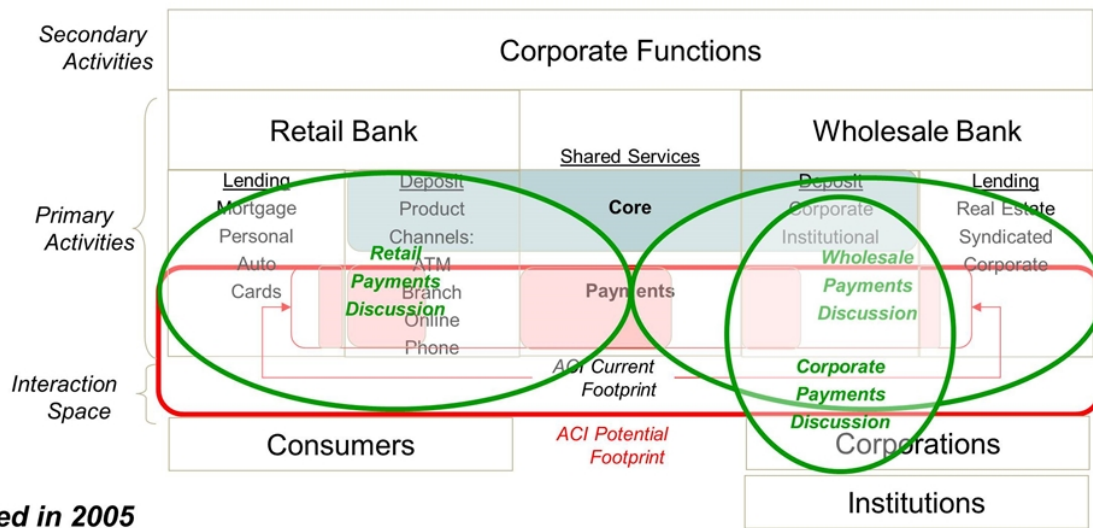 Secondary
Activities
Corporate Functions
Retail Bank
Shared Services
Wholesale Bank
Primary
Activities
Lending
Mortgage
Personal
Auto
Cards
Deposit
Product
Channels:
ATM
Branch
Online
Phone
Retail
Payments
Discussion
Core
Payments
Deposit
Corporate
Institutional
Wholesale
Payments
Discussion
Lending
Real Estate
Syndicated
Corporate
Interaction
Space
ACI Current
Footprint
Corporate
Payments
Discussion
Consumers
ACI Potential
Footprint
Corporations
Institutions
ed in 2005